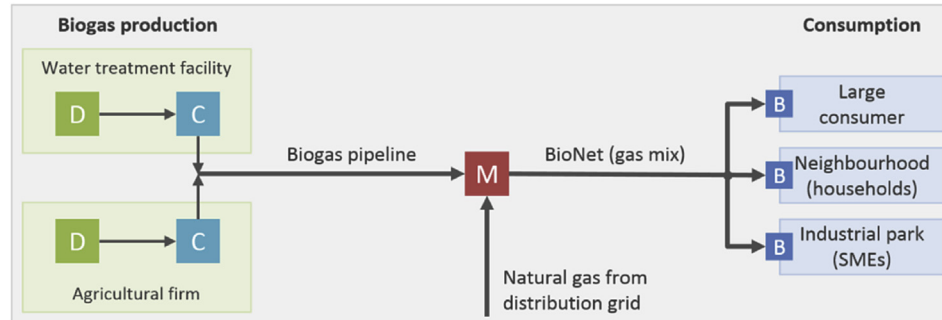 Biogas production
Consumption
Water treatment facility
D
C
Biogas pipeline
M
BioNet (gas mix)
D
C
Agricultural firm
Natural gas from
distribution grid
B
Large
consumer
B
Neighbourhood
(households)
B
Industrial park
(SMEs)